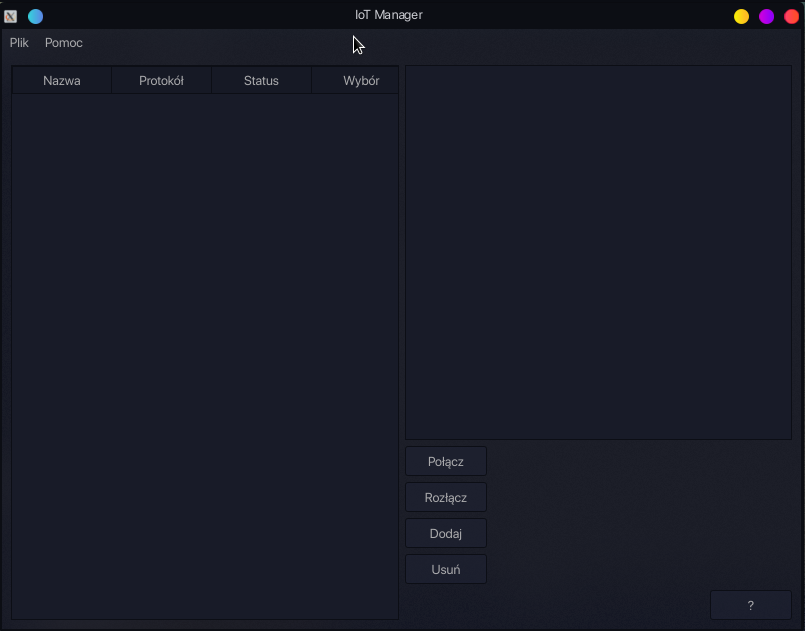 IoT Manager
Plik Pomoc
Nazwa Protokół Status Wybór
Połącz
Rozłącz
Dodaj
Usuń
?